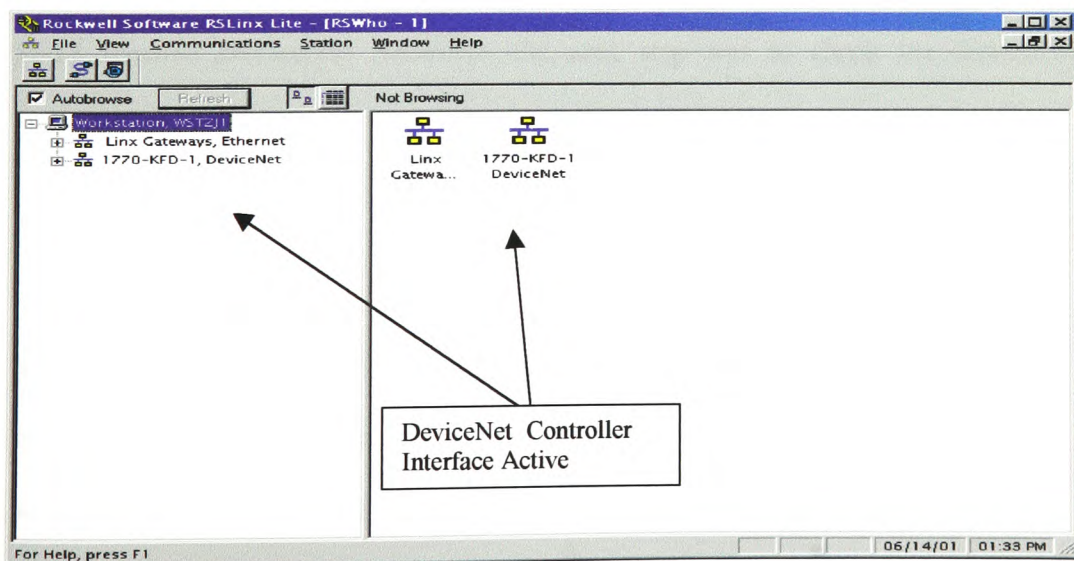 Rockwell Software RSLinx Lite - [RSWho - 1]
File View Communications Station Window Help
Autobrowse Refresh Not Browsing
Workstation, WSTZJ1
Linx Gateways, Ethernet
1770-KFD-1, DeviceNet
Linx
Gatewa...
1770-KFD-1
DeviceNet
DeviceNet Controller
Interface Active
For Help, press F1
06/14/01 01:33 PM